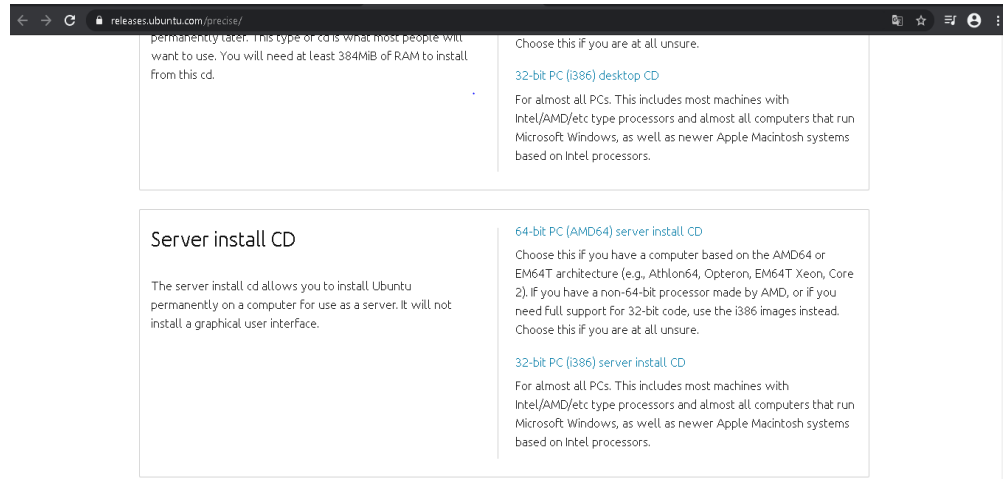 releases.ubuntu.com/precise/
permanently later. This type of cd is what most people will
want to use. You will need at least 384MiB of RAM to install
from this cd.
Choose this if you are at all unsure.
32-bit PC (i386) desktop CD
For almost all PCs. This includes most machines with
Intel/AMD/etc type processors and almost all computers that run
Microsoft Windows, as well as newer Apple Macintosh systems
based on Intel processors.
Server install CD
The server install cd allows you to install Ubuntu
permanently on a computer for use as a server. It will not
install a graphical user interface.
64-bit PC (AMD64) server install CD
Choose this if you have a computer based on the AMD64 or
EM64T architecture (e.g., Athlon64, Opteron, EM64T Xeon, Core
2). If you have a non-64-bit processor made by AMD, or if you
need full support for 32-bit code, use the i386 images instead.
Choose this if you are at all unsure.
32-bit PC (i386) server install CD
For almost all PCs. This includes most machines with
Intel/AMD/etc type processors and almost all computers that run
Microsoft Windows, as well as newer Apple Macintosh systems
based on Intel processors.